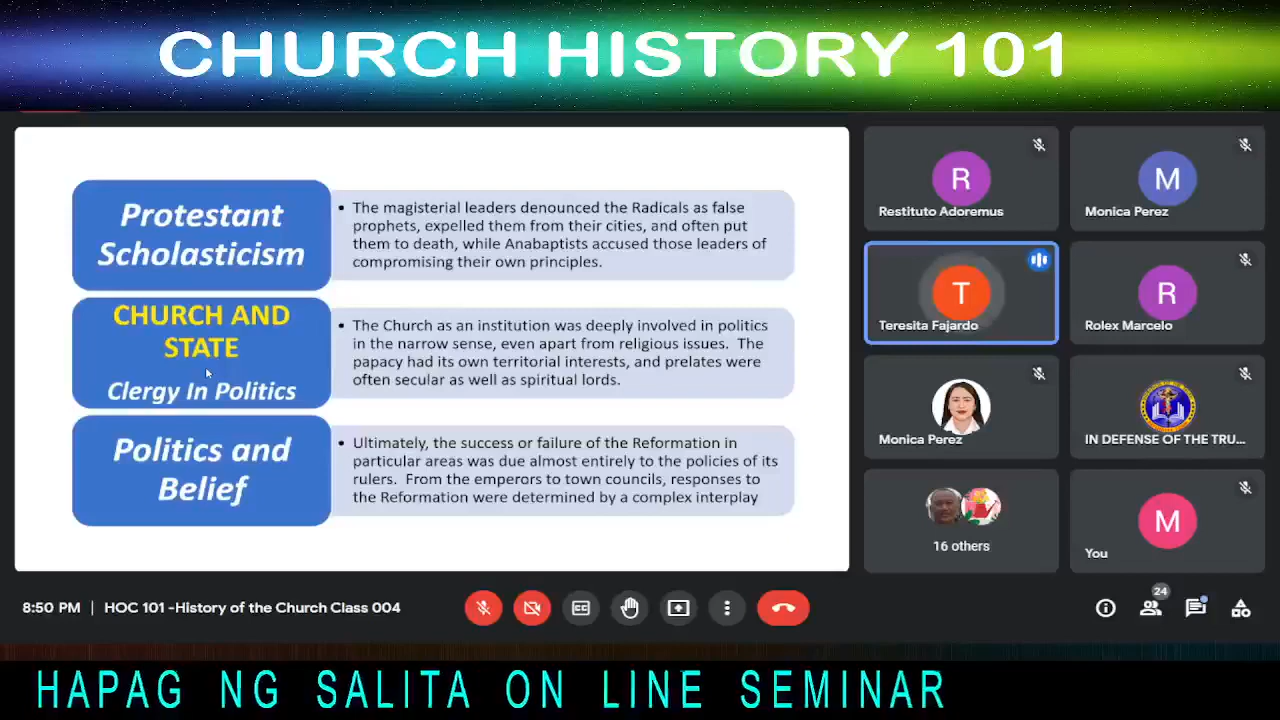 CHURCH HISTORY 101
Protestant
Scholasticism
• The magisterial leaders denounced the Radicals as false
prophets, expelled them from their cities, and often put
them to death, while Anabaptists accused those leaders of
compromising their own principles.
CHURCH AND
STATE
Clergy In Politics
• The Church as an institution was deeply involved in politics
in the narrow sense, even apart from religious issues. The
papacy had its own territorial interests, and prelates were
often secular as well as spiritual lords.
Politics and
Belief
• Ultimately, the success or failure of the Reformation in
particular areas was due almost entirely to the policies of its
rulers. From the emperors to town councils, responses to
the Reformation were determined by a complex interplay
R
Restituto Adoremus
M
Monica Perez
T
Teresita Fajardo
R
Rolex Marcelo
Monica Perez
IN DEFENSE OF THE TRU...
16 others
M
You
8:50 PM | HOC 101 -History of the Church Class 004
CC
24
HAPAG NG SALITA ON LINE SEMINAR